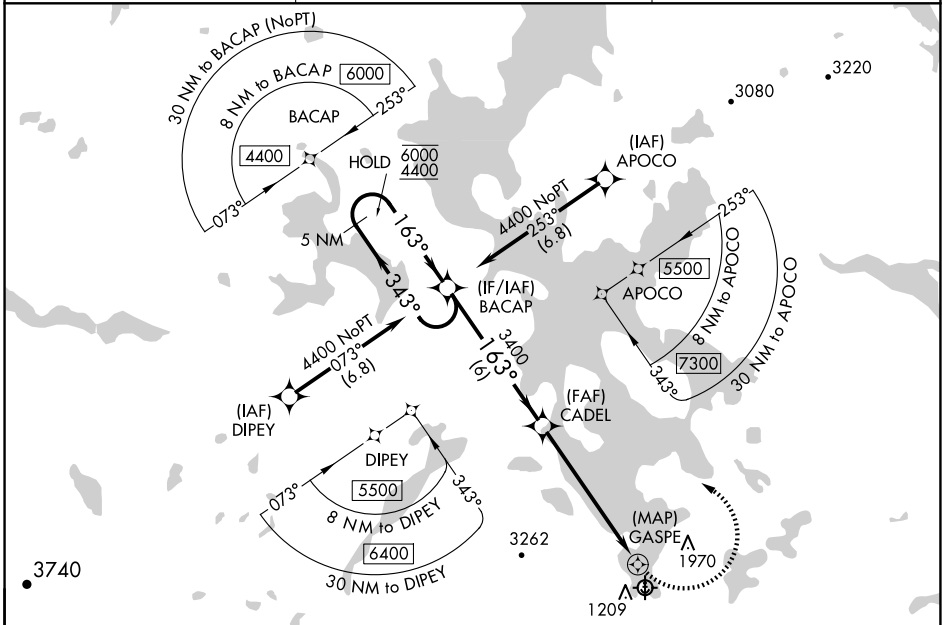 30 NM to BACAP (NoPT)
8 NM to BACAP
6000
253°
BACAP
4400
073°
HOLD
6000
4400
5 NM
163°
343°
(IF/IAF)
BACAP
(IAF)
APOCO
4400 NoPT
253°
(6.8)
3080
3220
253°
5500
APOCO
8 NM to APOCO
30 NM to APOCO
7300
343°
4400 NoPT
073°
(6.8)
(IAF)
DIPEY
3400
163°
(6)
(FAF)
CADEL
DIPEY
073°
5500
343°
8 NM to DIPEY
6400
30 NM to DIPEY
3262
3740
(MAP)
GASPE
1970
1209